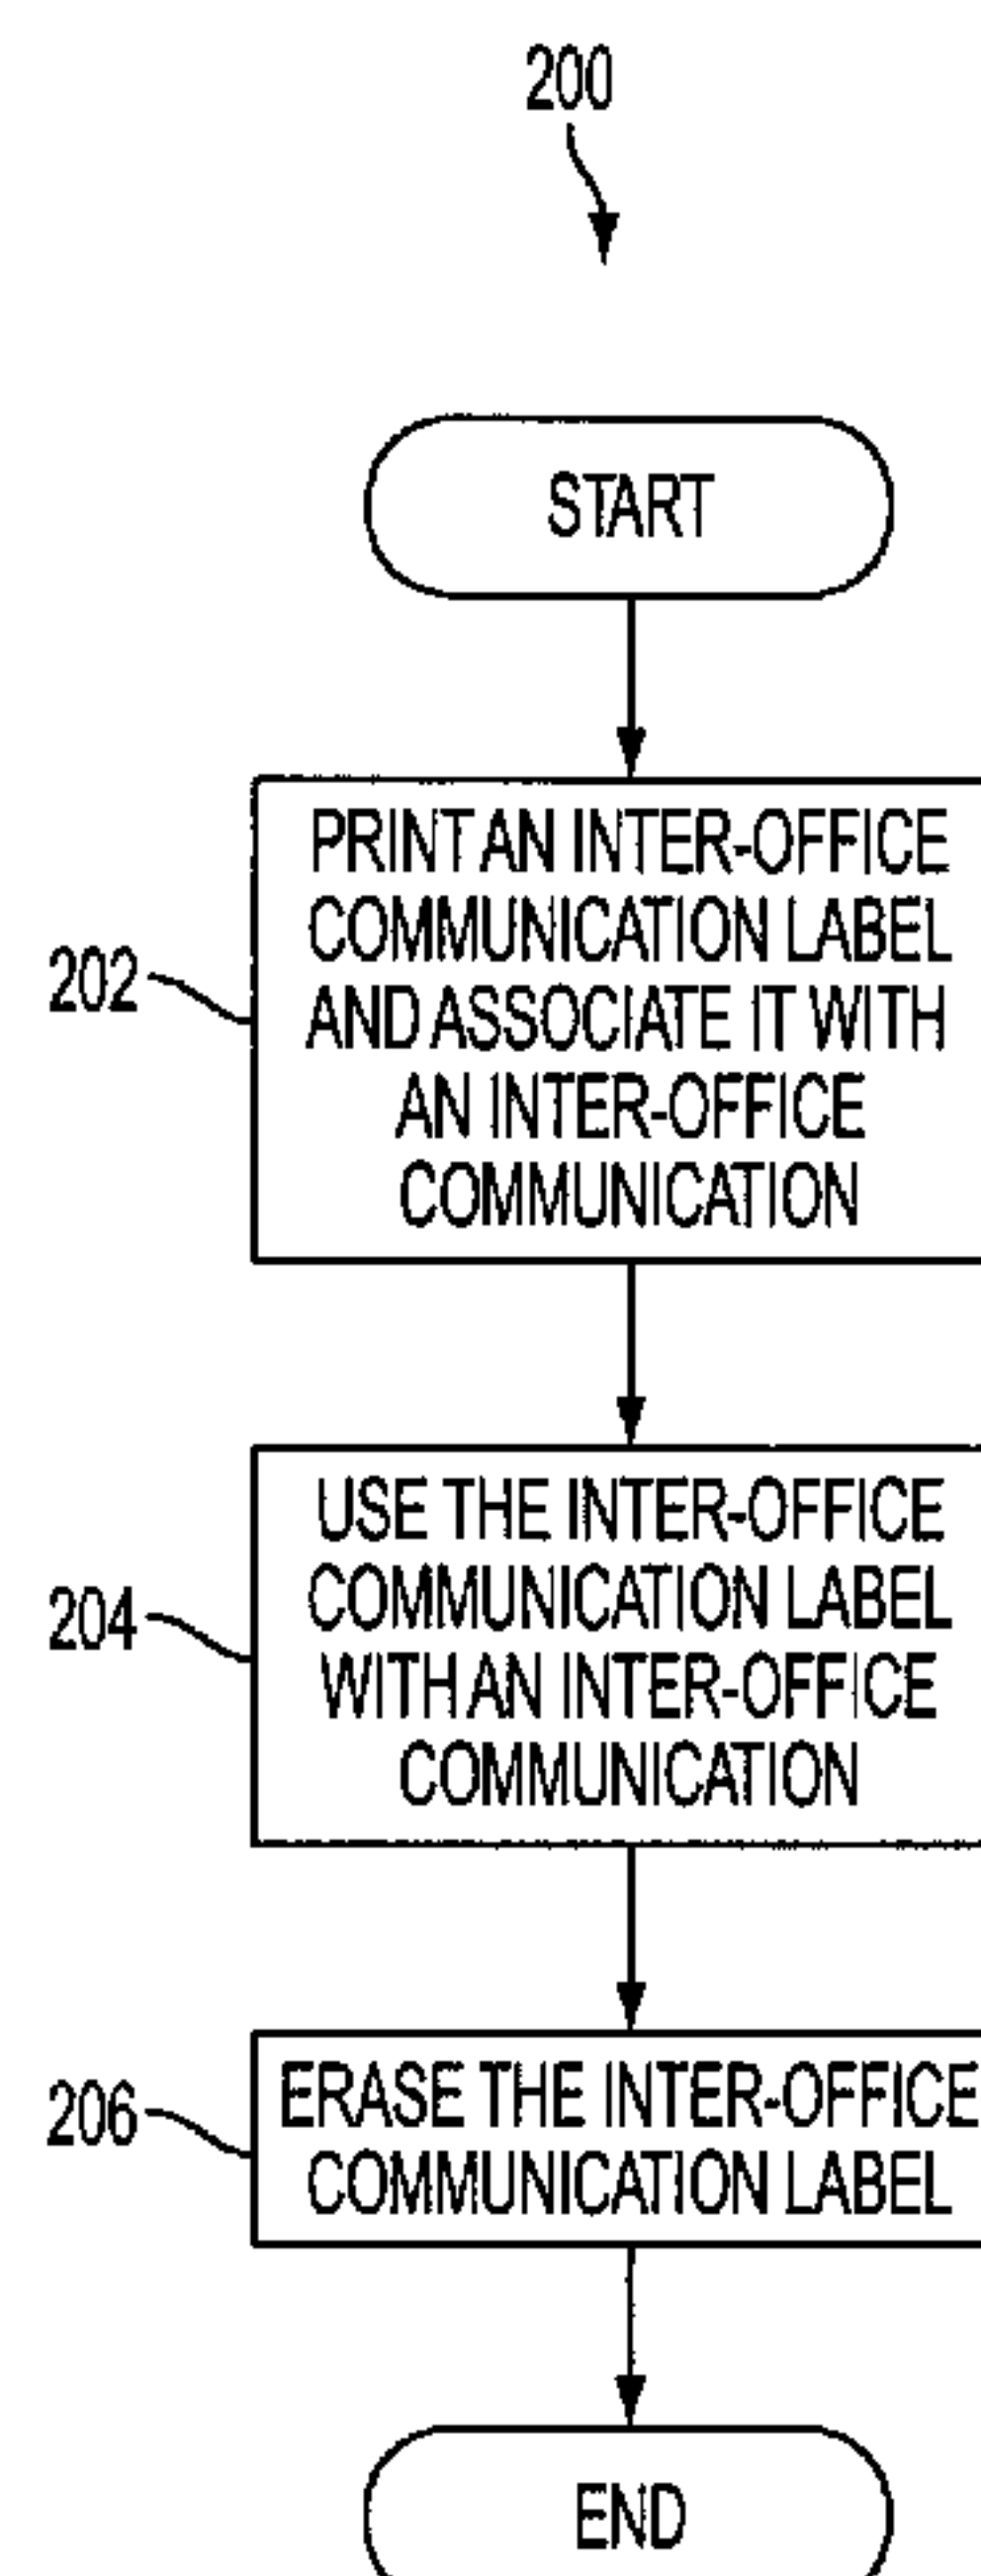 200
START
PRINT AN INTER-OFFICE
COMMUNICATION LABEL
AND ASSOCIATE IT WITH
AN INTER-OFFICE
COMMUNICATION
202
USE THE INTER-OFFICE
COMMUNICATION LABEL
WITH AN INTER-OFFICE
COMMUNICATION
204
ERASE THE INTER-OFFICE
COMMUNICATION LABEL
206
END